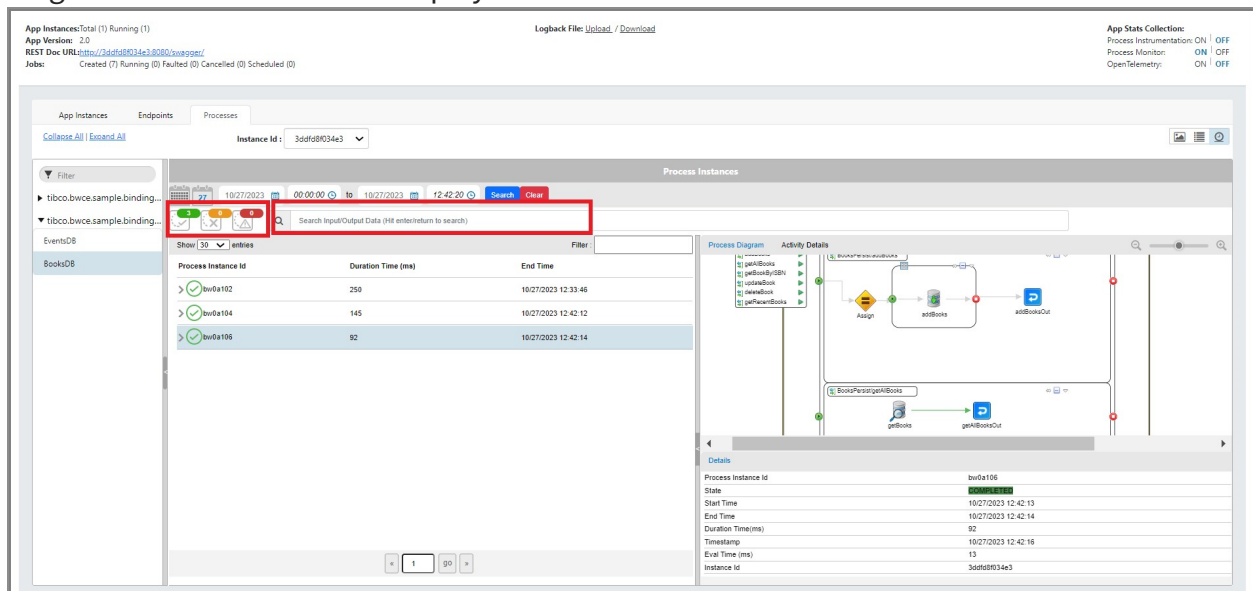 App Instances:Total (1) Running (1)
App Version: 2.0
REST Doc URL:http://3ddfd8f034e3:8080/swagger/
Jobs: Created (7) Running (0) Faulted (0) Cancelled (0) Scheduled (0)
Logback File: Upload / Download
App Stats Collection:
Process Instrumentation: ON | OFF
Process Monitor: ON | OFF
OpenTelemetry: ON | OFF
App Instances Endpoints Processes
Collapse All | Expand All
Instance Id : 3ddfd8f034e3
Filter
tibco.bwce.sample.binding...
tibco.bwce.sample.binding...
EventsDB
BooksDB
Process Instances
27 10/27/2023 00:00:00 to 10/27/2023 12:42:20 Search Clear
3 0 0
Search Input/Output Data (Hit enter/return to search)
Show 30 entries Filter :
Process Instance Id Duration Time (ms) End Time
bw0a102 250 10/27/2023 12:33:46
bw0a104 145 10/27/2023 12:42:12
bw0a106 92 10/27/2023 12:42:14
« 1 go »
Process Diagram Activity Details
getAllBooks
getBookByISBN
updateBook
deleteBook
getRecentBooks
Assign
addBooks
addBooksOut
BooksPersist/getAllBooks
getBooks
getAllBooksOut
Details
Process Instance Id bw0a106
State COMPLETED
Start Time 10/27/2023 12:42:13
End Time 10/27/2023 12:42:14
Duration Time(ms) 92
Timestamp 10/27/2023 12:42:16
Eval Time (ms) 13
Instance Id 3ddfd8f034e3